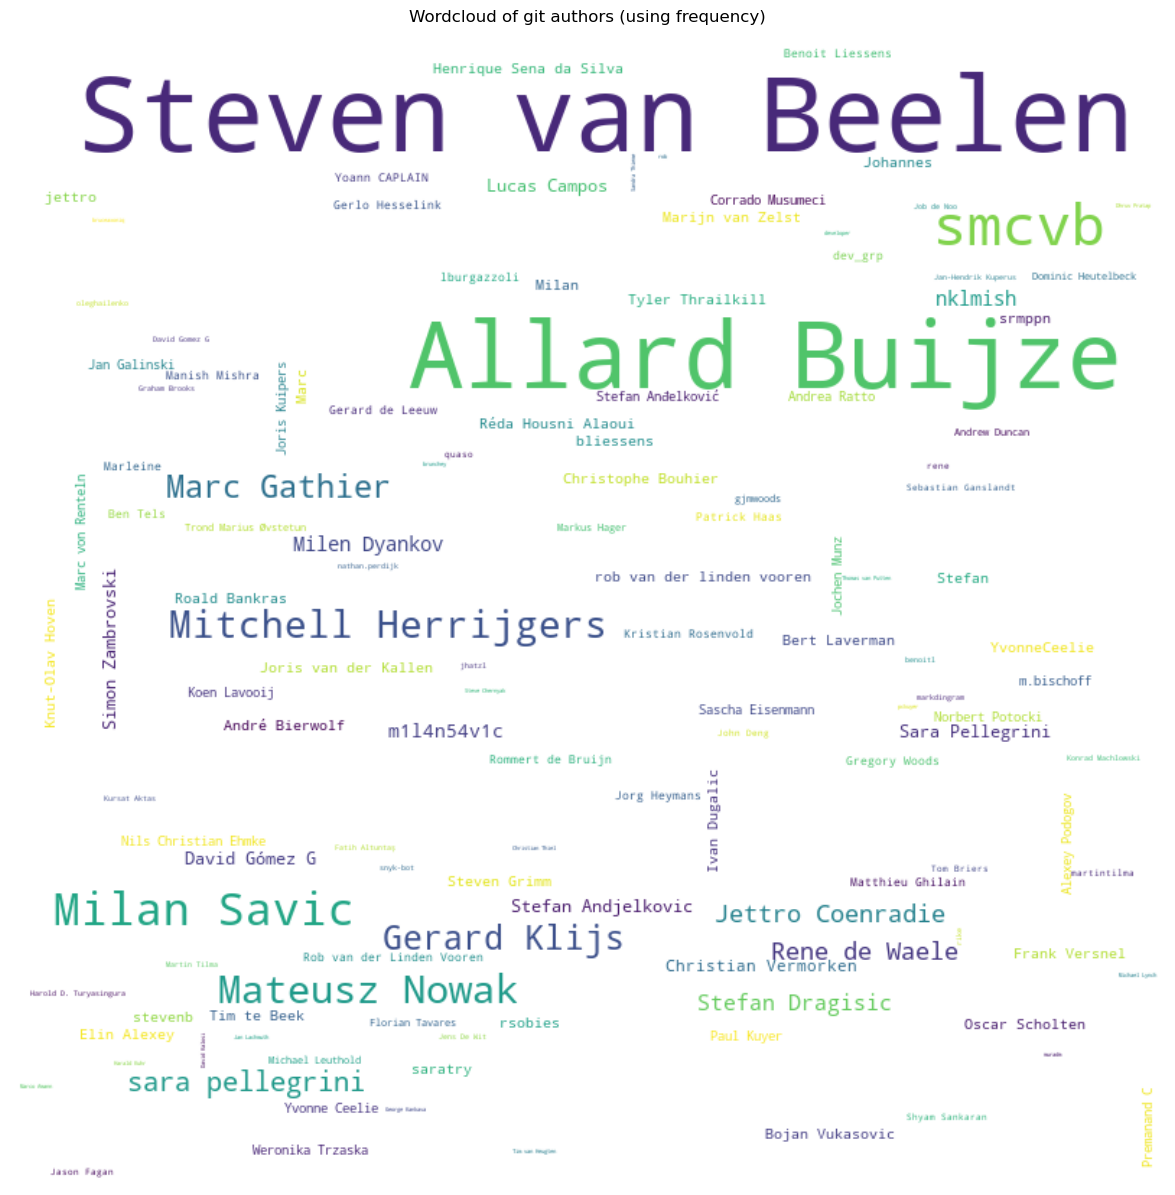 Wordcloud of git authors (using frequency)
Benoit Liessens
Henrique Sena da Silva
Steven van Beelen
Johannes
Yoann CAPLAIN
Lucas Campos
jettro
Corrado Musumeci
Gerlo Hesselink
Marijn van Zelst
Job de Noo
smcvb
developer
dev_grp
lburgazzoli
Milan
Jan-Hendrik Kuperus
Dominic Heutelbeck
oleghailenko
Tyler Thrailkill
nklmish
srmppn
Allard Buijze
David Gomez G
Jan Galinski
Manish Mishra
Graham Brooks
Joris Kuipers
Marc
Stefan Anđelković
Andrea Ratto
Gerard de Leeuw
Réda Housni Alaoui
bliessens
Andrew Duncan
quaso
Marleine
rene
Marc Gathier
Christophe Bouhier
Sebastian Ganslandt
gjmwoods
Marc von Renteln
Ben Tels
Patrick Haas
Trond Marius Øvstetun
Markus Hager
Milen Dyankov
nathan.perdijk
Jochen Munz
rob van der linden vooren
Thomas van Putten
Stefan
Roald Bankras
Simon Zambrovski
Knut-Olav Hoven
Mitchell Herrijgers
Kristian Rosenvold
Bert Laverman
YvonneCeelie
benoitl
Joris van der Kallen
jhatzl
m.bischoff
Koen Lavooij
markdingram
Sascha Eisenmann
Norbert Potocki
André Bierwolf
m1l4n54v1c
John Deng
Sara Pellegrini
Rommert de Bruijn
Gregory Woods
Konrad Wachlowski
Kursat Aktas
Jorg Heymans
Ivan Dugalic
Alexey Podogov
Nils Christian Ehmke
Fatih Altuntaş
David Gómez G
snyk-bot
Tom Briers
martintilma
Steven Grimm
Matthieu Ghilain
Milan Savic
Stefan Andjelkovic
Jettro Coenradie
Gerard Klijs
Rene de Waele
Frank Versnel
Rob van der Linden Vooren
Martin Tilma
Christian Vermorken
Michael Lynch
Harold D. Turyasingura
Mateusz Nowak
Stefan Dragisic
stevenb
Tim te Beek
Florian Tavares
rsobies
Oscar Scholten
Elin Alexey
Jens De Wit
Paul Kuyer
Michael Leuthold
saratry
sara pellegrini
Yvonne Ceelie
Shyam Sankaran
Premanand C
Bojan Vukasovic
Weronika Trzaska
Jason Fagan